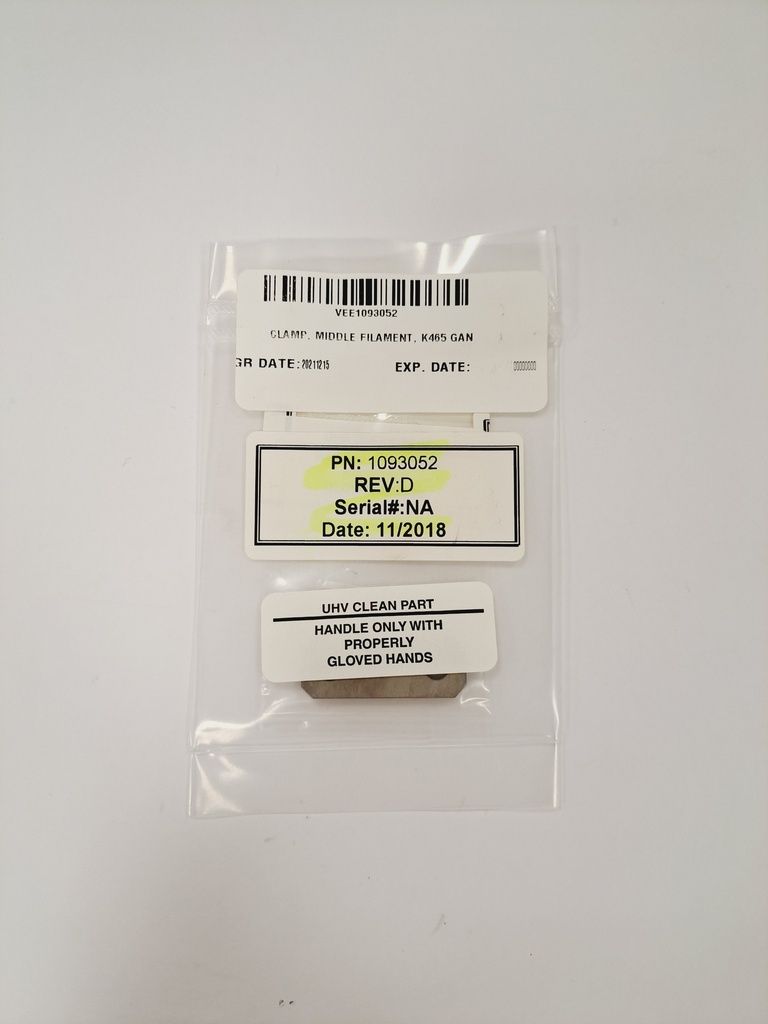 VEE1093052
CLAMP, MIDDLE FILAMENT, K465 GAN
GR DATE:20211215 EXP. DATE: 00000000
PN: 1093052
REV:D
Serial#:NA
Date: 11/2018
UHV CLEAN PART
HANDLE ONLY WITH
PROPERLY
GLOVED HANDS